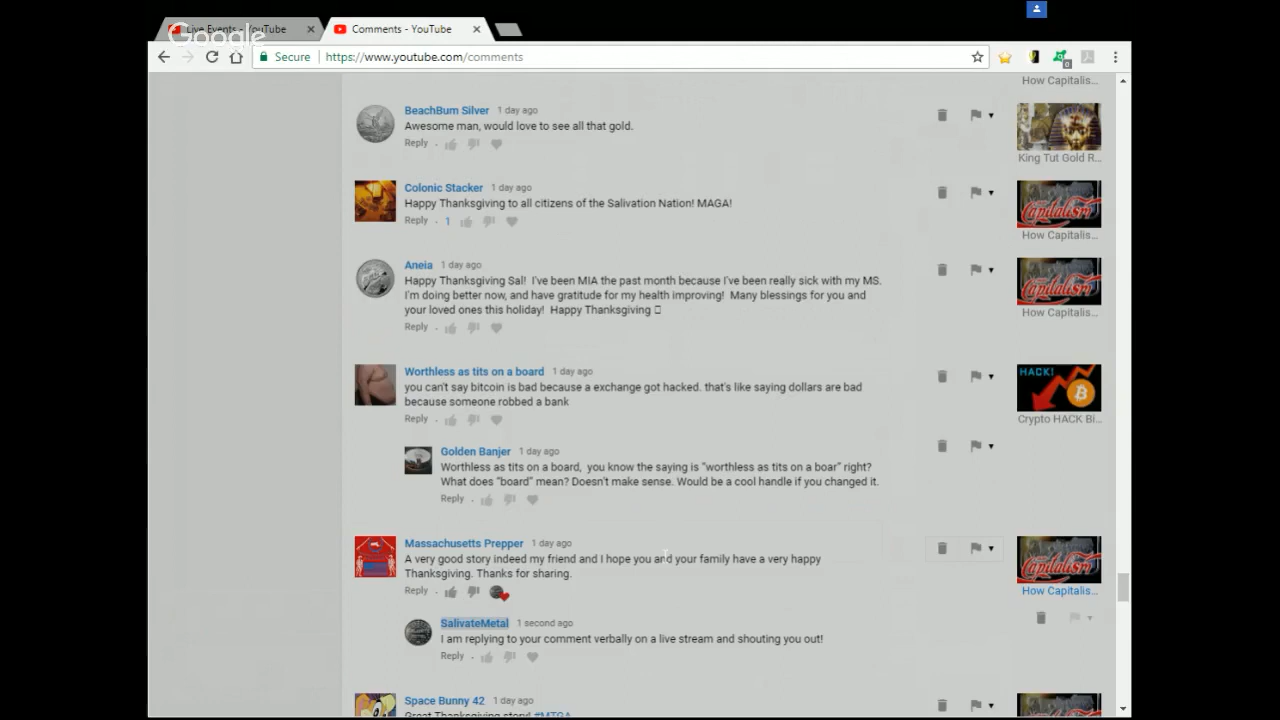 Live Events - YouTube
Comments - YouTube
Google
Secure
https://www.youtube.com/comments
How Capitalis...
BeachBum Silver 1 day ago
Awesome man, would love to see all that gold.
Reply
King Tut Gold R...
Colonic Stacker 1 day ago
Happy Thanksgiving to all citizens of the Salivation Nation! MAGA!
Reply 1
Capitalism
How Capitalis...
Aneia 1 day ago
Happy Thanksgiving Sal! I've been MIA the past month because I've been really sick with my MS.
I'm doing better now, and have gratitude for my health improving! Many blessings for you and
your loved ones this holiday! Happy Thanksgiving
Reply
Capitalism
How Capitalis...
Worthless as tits on a board 1 day ago
you can't say bitcoin is bad because a exchange got hacked. that's like saying dollars are bad
because someone robbed a bank
Reply
HACK!
Crypto HACK Bi...
Golden Banjer 1 day ago
Worthless as tits on a board, you know the saying is "worthless as tits on a boar" right?
What does "board" mean? Doesn't make sense. Would be a cool handle if you changed it.
Reply
Massachusetts Prepper 1 day ago
A very good story indeed my friend and I hope you and your family have a very happy
Thanksgiving. Thanks for sharing.
Reply
Capitalism
How Capitalis...
SalivateMetal 1 second ago
I am replying to your comment verbally on a live stream and shouting you out!
Reply
Space Bunny 42 1 day ago
Great Thanksgiving story! #MTGA